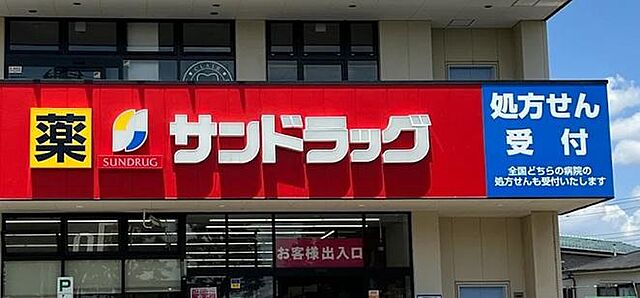 薬
SUNDRUG
サンドラッグ
処方せん
受付
全国どちらの病院の
処方せんも受付いたします
お客様出入口
P